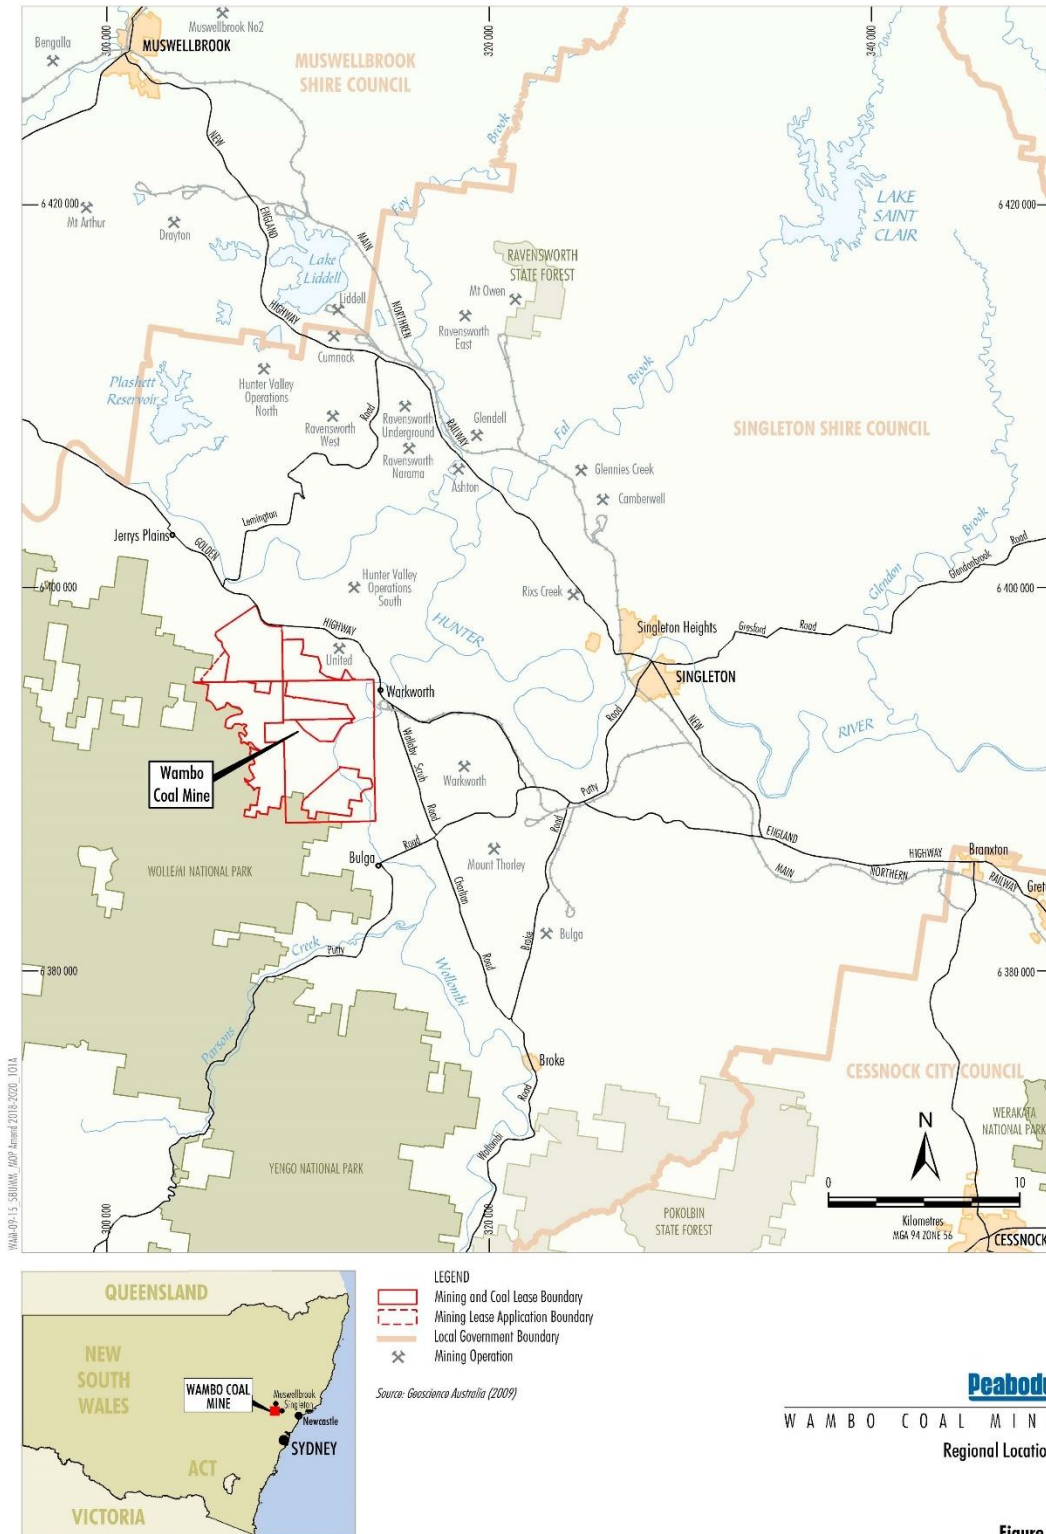 300 000
320 000
340 000
Muswellbrook No2
Bengalla
MUSWELLBROOK
MUSWELLBROOK
SHIRE COUNCIL
NEW
Brook
6 420 000
6 420 000
Mt Arthur
Drayton
ENGLAND
MAIN
Foy
LAKE
SAINT
CLAIR
Lake
Liddell
RAVENSWORTH
STATE FOREST
Liddell
Mt Owen
HIGHWAY
NORTHREN
Ravensworth
East
Cumnock
Brook
Plashett
Reservoir
Hunter Valley
Operations
North
Road
Ravensworth
West
Ravensworth
Underground
RAILWAY
Glendell
Fal
SINGLETON SHIRE COUNCIL
Ravensworth
Narama
Ashton
Glennies Creek
Camberwell
Lemington
Jerrys Plains
GOLDEN
Brook
Road
Glendonbrook
Glendon
6 400 000
6 400 000
Hunter Valley
Operations
South
Rixs Creek
HIGHWAY
HUNTER
Singleton Heights
Gresford
Road
United
Warkworth
SINGLETON
Road
NEW
RIVER
Wollaby
Scrub
Road
Warkworth
Wambo
Coal Mine
Putty
Road
ENGLAND
Bulga
Road
Mount Thorley
HIGHWAY
Branxton
WOLLEMI NATIONAL PARK
Charlton
MAIN
NORTHERN
RAILWAY
Gret
Broke
Bulga
Creek
Putty
Road
6 380 000
6 380 000
Wollombi
Parsons
Broke
Road
CESSNOCK CITY COUNCIL
WERAKATA
NATIONAL PARK
N
Wollombi
YENGO NATIONAL PARK
POKOLBIN
STATE FOREST
0
10
Kilometres
MGA 94 ZONE 56
CESSNOCK
300 000
320 000
QUEENSLAND
NEW
SOUTH
WALES
WAMBO COAL
MINE
Muswellbrook
Singleton
Newcastle
SYDNEY
ACT
VICTORIA
LEGEND
Mining and Coal Lease Boundary
Mining Lease Application Boundary
Local Government Boundary
Mining Operation
Source: Geoscience Australia (2009)
Peabody
WAMBO COAL MIN
Regional Locatio
Figure